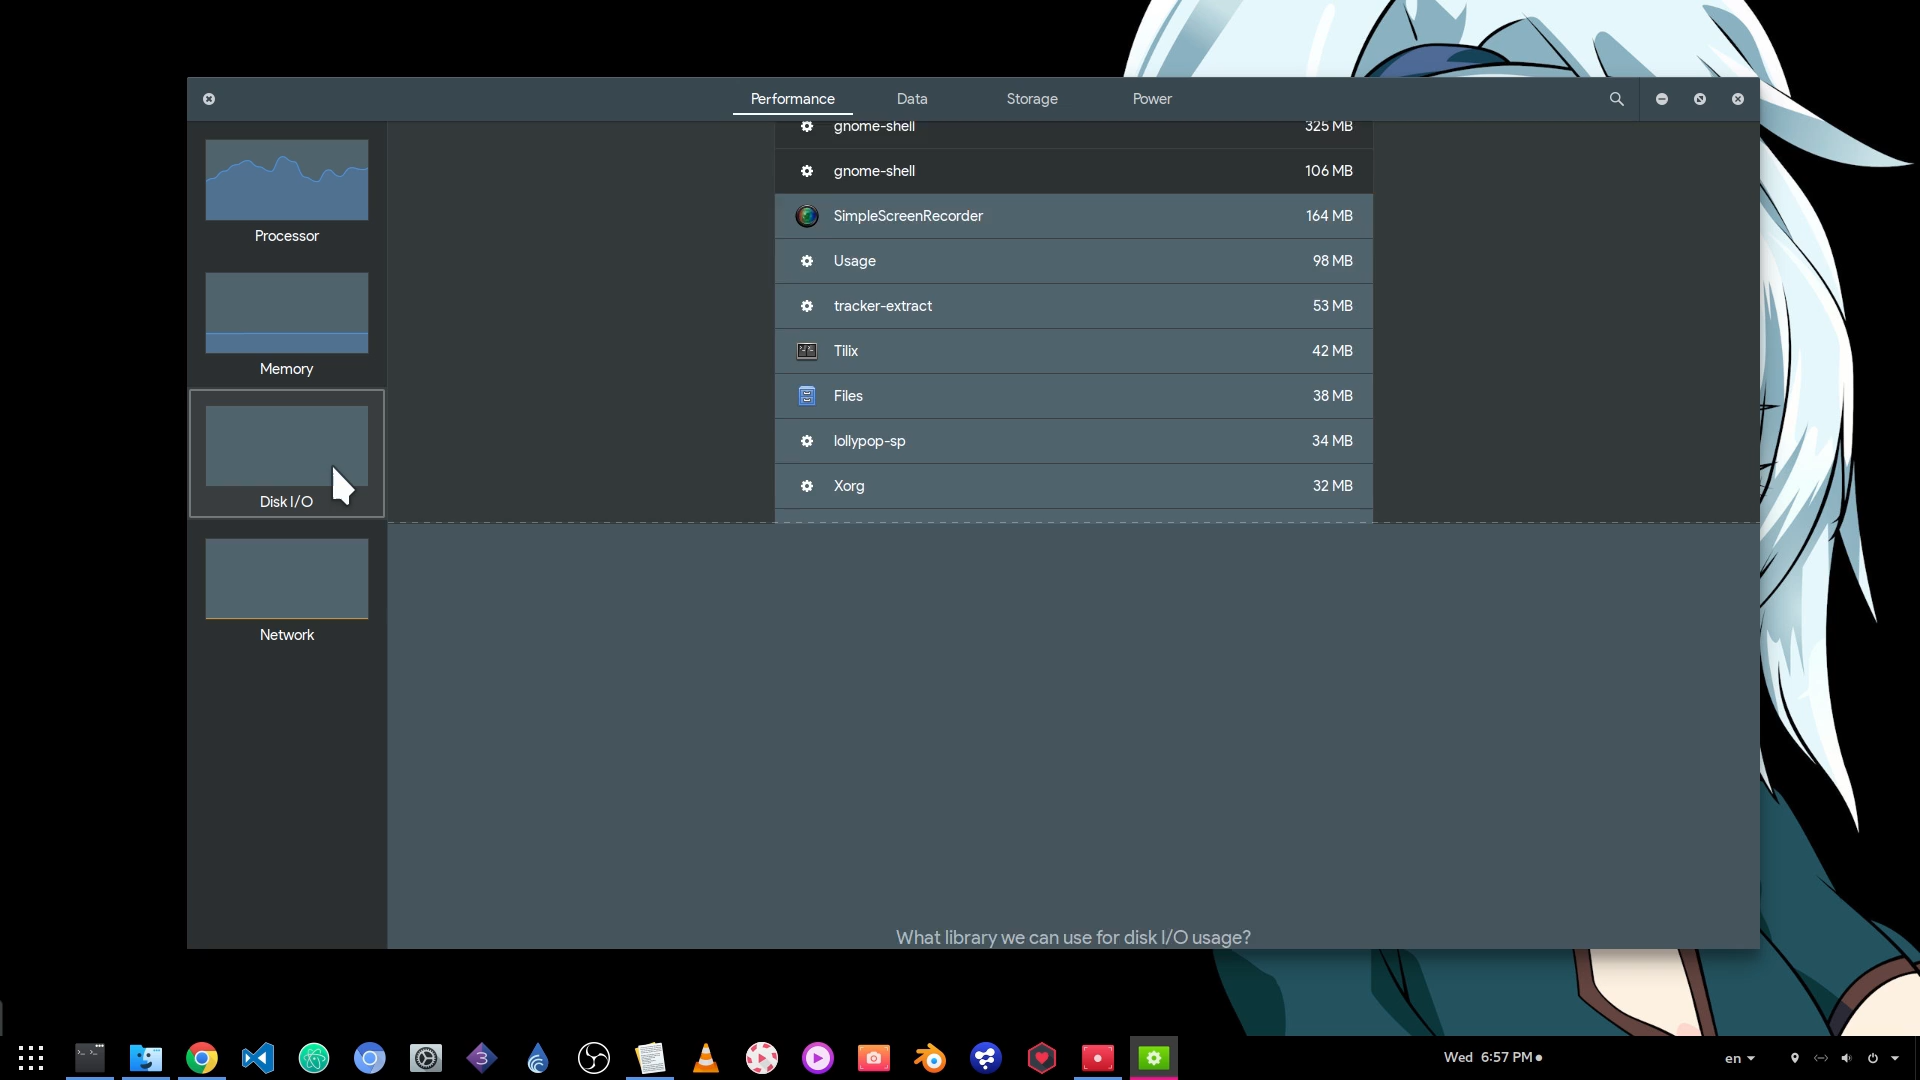 Performance Data Storage Power
Processor
Memory
Disk I/O
Network
gnome-shell 325 MB
gnome-shell 106 MB
SimpleScreenRecorder 164 MB
Usage 98 MB
tracker-extract 53 MB
Tilix 42 MB
Files 38 MB
lollypop-sp 34 MB
Xorg 32 MB
What library we can use for disk I/O usage?
3
Wed 6:57 PM
en